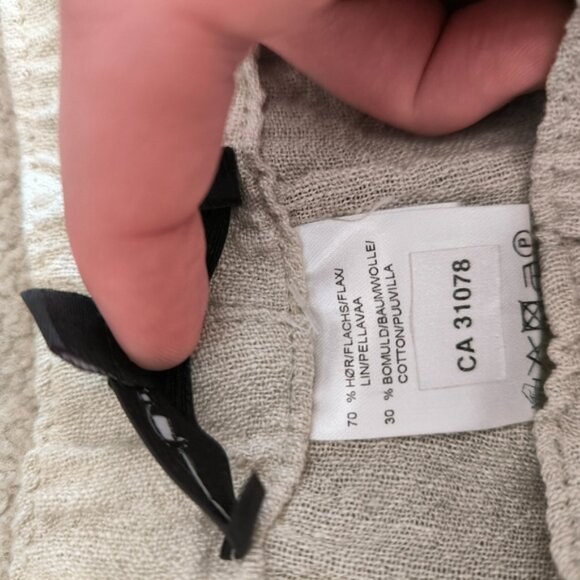 70 % HØR/FLACHS/FLAX/
LIN/PELLAVAA
30 % BOMULD/BAUMWOLLE/
COTTON/PUUVILLA
CA 31078
P